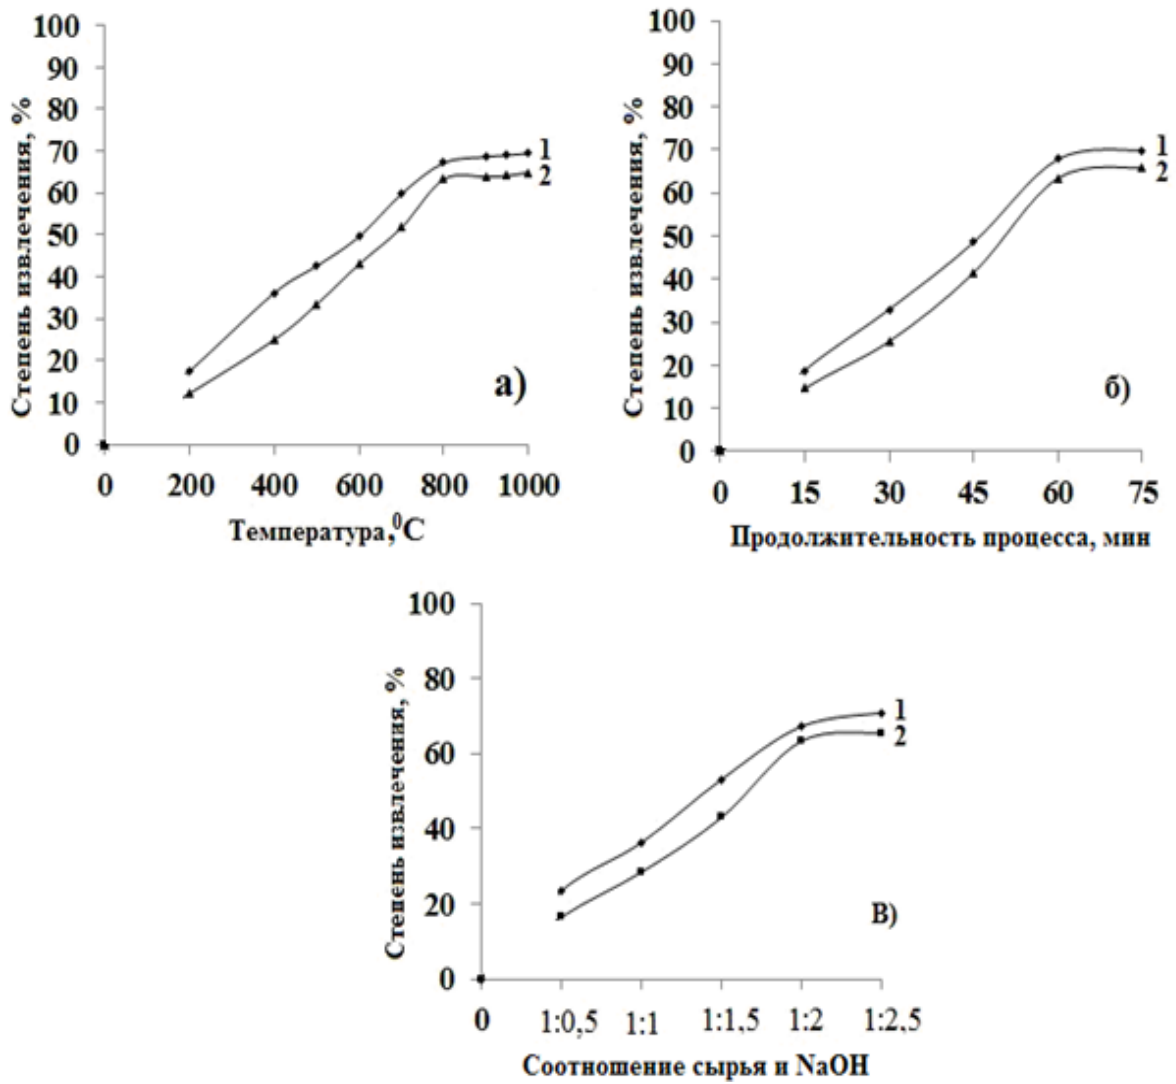 100
90
80
70
60
50
40
30
20
10
0
Степень извлечения, %
1
2
а)
0 200 400 600 800 1000
Температура,⁰С
100
90
80
70
60
50
40
30
20
10
0
Степень извлечения, %
1
2
б)
0 15 30 45 60 75
Продолжительность процесса, мин
100
80
60
40
20
0
Степень извлечения, %
1
2
В)
0 1:0,5 1:1 1:1,5 1:2 1:2,5
Соотношение сырья и NaOH